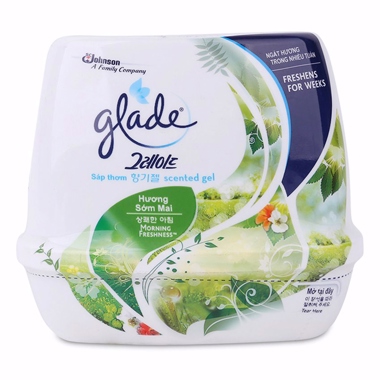 Johnson
A Family Company
NGÁT HƯƠNG
TRONG NHIỀU TUẦN
FRESHENS
FOR WEEKS
glade
그레이드
Sáp thơm 향기젤 scented gel
Hương
Sớm Mai
상쾌한 아침
MORNING
FRESHNESS™
Mở tại đây
Tear Here